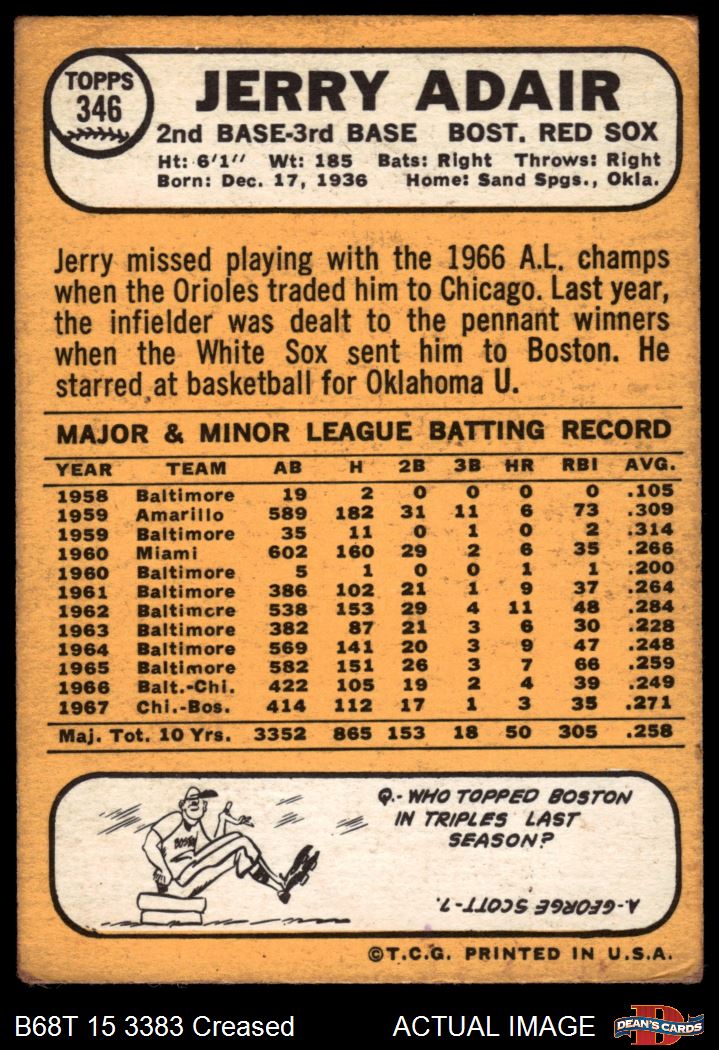 TOPPS
346
JERRY ADAIR
2nd BASE-3rd BASE BOST. RED SOX
Ht: 6'1" Wt: 185 Bats: Right Throws: Right
Born: Dec. 17, 1936 Home: Sand Spgs., Okla.
Jerry missed playing with the 1966 A.L. champs
when the Orioles traded him to Chicago. Last year,
the infielder was dealt to the pennant winners
when the White Sox sent him to Boston. He
starred at basketball for Oklahoma U.
MAJOR & MINOR LEAGUE BATTING RECORD
YEAR TEAM AB H 2B 3B HR RBI AVG.
1958 Baltimore 19 2 0 0 0 0 .105
1959 Amarillo 589 182 31 11 6 73 .309
1959 Baltimore 35 11 0 1 0 2 .314
1960 Miami 602 160 29 2 6 35 .266
1960 Baltimore 5 1 0 0 1 1 .200
1961 Baltimore 386 102 21 1 9 37 .264
1962 Baltimore 538 153 29 4 11 48 .284
1963 Baltimore 382 87 21 3 6 30 .228
1964 Baltimore 569 141 20 3 9 47 .248
1965 Baltimore 582 151 26 3 7 66 .259
1966 Balt.-Chi. 422 105 19 2 4 39 .249
1967 Chi.-Bos. 414 112 17 1 3 35 .271
Maj. Tot. 10 Yrs. 3352 865 153 18 50 305 .258
BOSTON
Q.- WHO TOPPED BOSTON
IN TRIPLES LAST
SEASON?
A-GEORGE SCOTT-7.
©T.C.G. PRINTED IN U.S.A.
B68T 15 3383 Creased ACTUAL IMAGE
DEAN'S CARDS